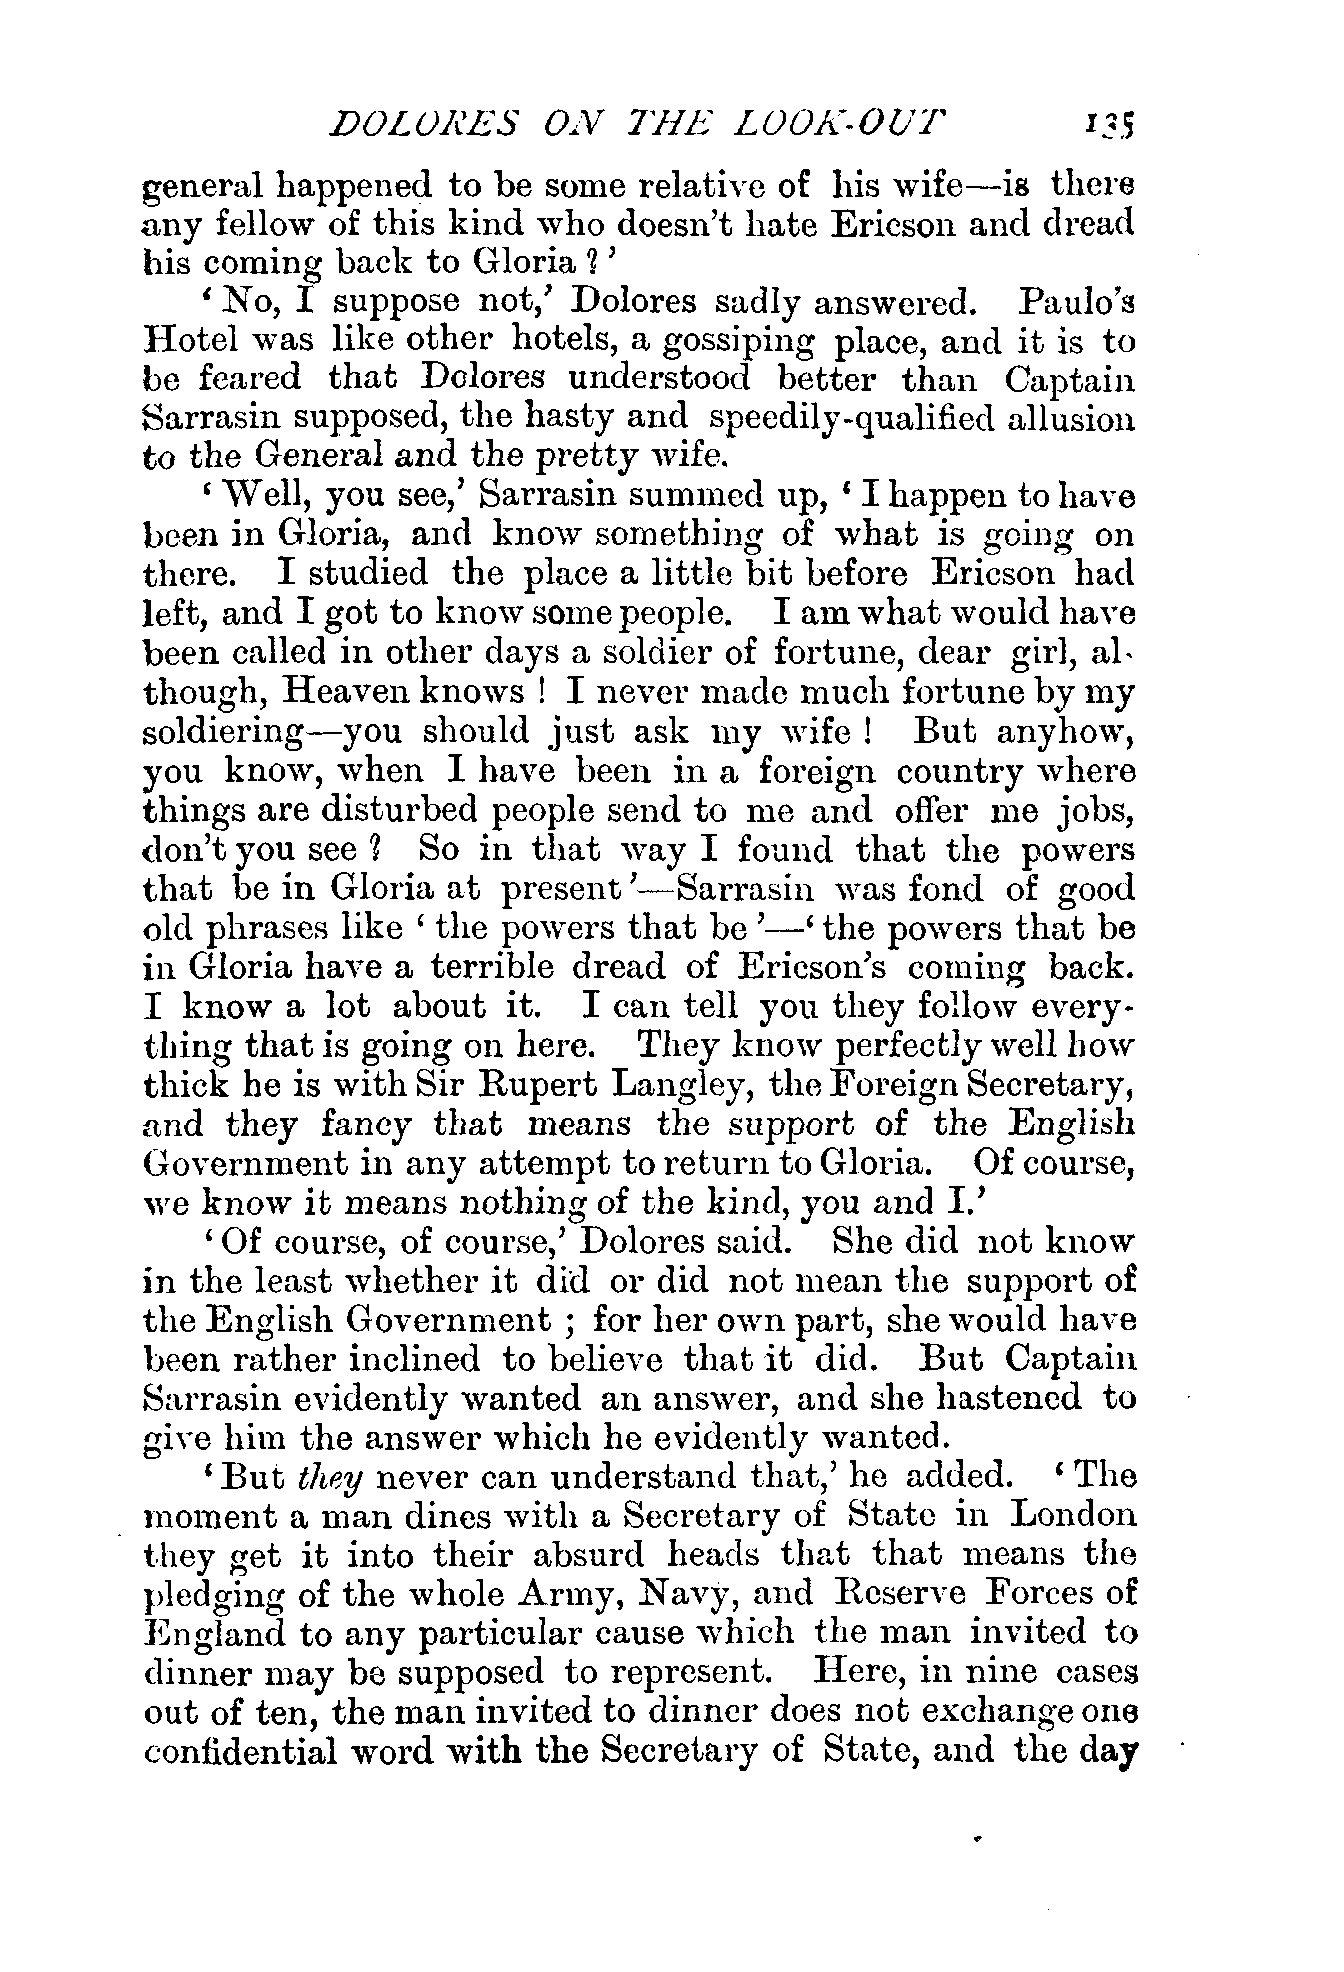 DOLORES ON THE LOOK-OUT 135
general happened to be some relative of his wife—is there
any fellow of this kind who doesn't hate Ericson and dread
his coming back to Gloria?'
'No, I suppose not,' Dolores sadly answered. Paulo's
Hotel was like other hotels, a gossiping place, and it is to
be feared that Dolores understood better than Captain
Sarrasin supposed, the hasty and speedily-qualified allusion
to the General and the pretty wife.
'Well, you see,' Sarrasin summed up, 'I happen to have
been in Gloria, and know something of what is going on
there. I studied the place a little bit before Ericson had
left, and I got to know some people. I am what would have
been called in other days a soldier of fortune, dear girl, al-
though, Heaven knows! I never made much fortune by my
soldiering—you should just ask my wife! But anyhow,
you know, when I have been in a foreign country where
things are disturbed people send to me and offer me jobs,
don't you see? So in that way I found that the powers
that be in Gloria at present'—Sarrasin was fond of good
old phrases like 'the powers that be'—'the powers that be
in Gloria have a terrible dread of Ericson's coming back.
I know a lot about it. I can tell you they follow every-
thing that is going on here. They know perfectly well how
thick he is with Sir Rupert Langley, the Foreign Secretary,
and they fancy that means the support of the English
Government in any attempt to return to Gloria. Of course,
we know it means nothing of the kind, you and I.'
'Of course, of course,' Dolores said. She did not know
in the least whether it did or did not mean the support of
the English Government; for her own part, she would have
been rather inclined to believe that it did. But Captain
Sarrasin evidently wanted an answer, and she hastened to
give him the answer which he evidently wanted.
'But they never can understand that,' he added. 'The
moment a man dines with a Secretary of State in London
they get it into their absurd heads that that means the
pledging of the whole Army, Navy, and Reserve Forces of
England to any particular cause which the man invited to
dinner may be supposed to represent. Here, in nine cases
out of ten, the man invited to dinner does not exchange one
confidential word with the Secretary of State, and the day